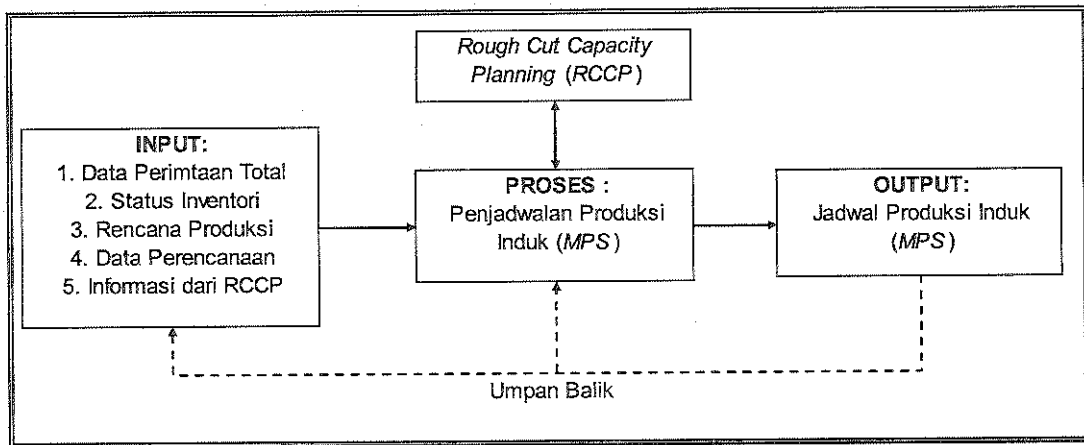 Rough Cut Capacity
Planning (RCCP)
INPUT:
1. Data Perimtaan Total
2. Status Inventori
3. Rencana Produksi
4. Data Perencanaan
5. Informasi dari RCCP
PROSES :
Penjadwalan Produksi
Induk (MPS)
OUTPUT:
Jadwal Produksi Induk
(MPS)
Umpan Balik